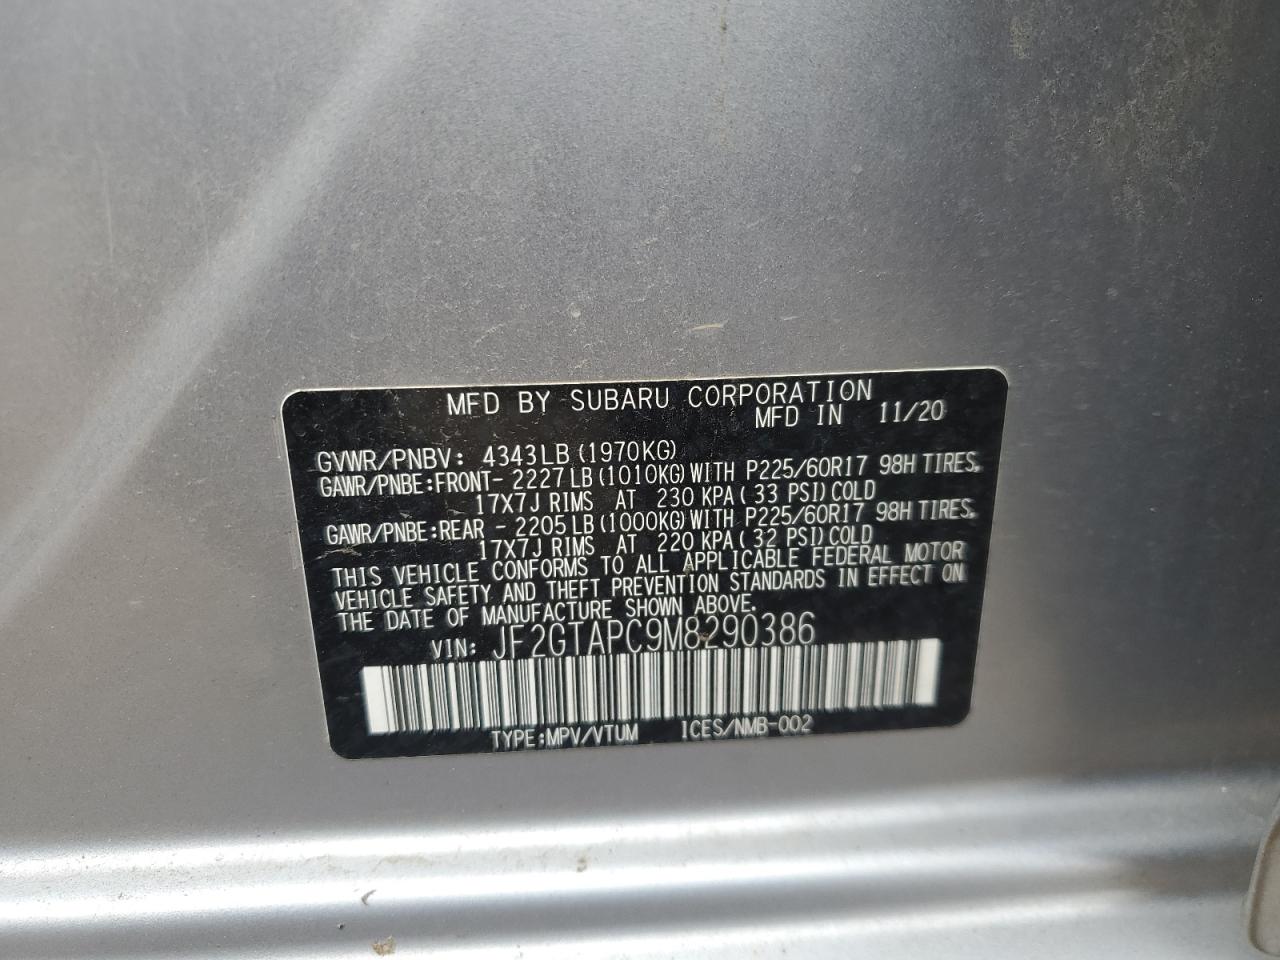 MFD BY SUBARU CORPORATION
MFD IN 11/20
GVWR/PNBV: 4343LB(1970KG)
GAWR/PNBE:FRONT- 2227LB(1010KG)WITH P225/60R17 98H TIRES,
17X7J RIMS AT 230 KPA( 33 PSI)COLD
GAWR/PNBE:REAR - 2205LB(1000KG)WITH P225/60R17 98H TIRES,
17X7J RIMS AT 220 KPA( 32 PSI)COLD
THIS VEHICLE CONFORMS TO ALL APPLICABLE FEDERAL MOTOR
VEHICLE SAFETY AND THEFT PREVENTION STANDARDS IN EFFECT ON
THE DATE OF MANUFACTURE SHOWN ABOVE.
VIN: JF2GTAPC9M8290386
TYPE:MPV/VTUM ICES/NMB-002